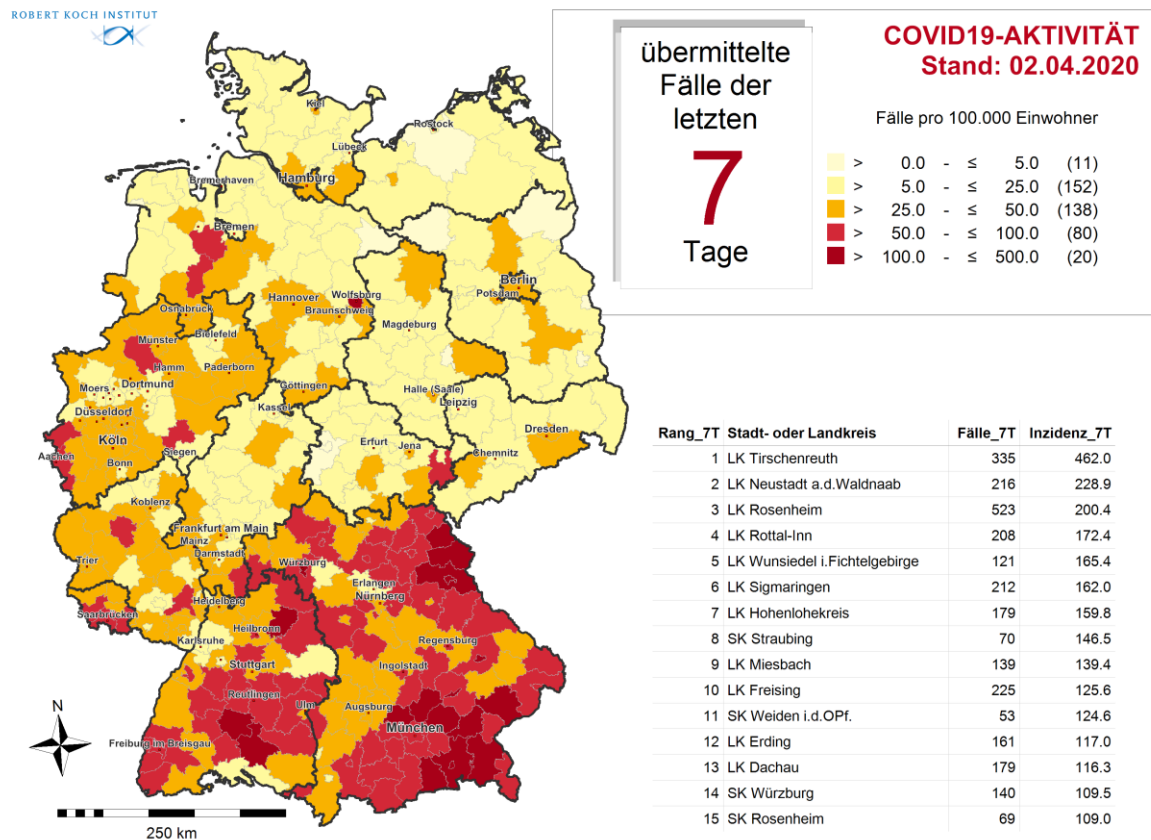 ROBERT KOCH INSTITUT
übermittelte
Fälle der
letzten
7
Tage
COVID19-AKTIVITÄT
Stand: 02.04.2020
Fälle pro 100.000 Einwohner
> 0.0 - ≤ 5.0 (11)
> 5.0 - ≤ 25.0 (152)
> 25.0 - ≤ 50.0 (138)
> 50.0 - ≤ 100.0 (80)
> 100.0 - ≤ 500.0 (20)
Kiel
Rostock
Lübeck
Hamburg
Bremerhaven
Bremen
Berlin
Potsdam
Hannover
Wolfsburg
Braunschweig
Magdeburg
Osnabrück
Bielefeld
Münster
Hamm
Paderborn
Moers
Dortmund
Göttingen
Halle (Saale)
Leipzig
Düsseldorf
Kassel
Köln
Dresden
Erfurt
Jena
Chemnitz
Aachen
Siegen
Bonn
Koblenz
Frankfurt am Main
Mainz
Darmstadt
Trier
Würzburg
Erlangen
Nürnberg
Heidelberg
Saarbrücken
Heilbronn
Karlsruhe
Regensburg
Stuttgart
Ingolstadt
Reutlingen
Ulm
Augsburg
München
Freiburg im Breisgau
N
250 km
Rang_7T Stadt- oder Landkreis Fälle_7T Inzidenz_7T
1 LK Tirschenreuth 335 462.0
2 LK Neustadt a.d.Waldnaab 216 228.9
3 LK Rosenheim 523 200.4
4 LK Rottal-Inn 208 172.4
5 LK Wunsiedel i.Fichtelgebirge 121 165.4
6 LK Sigmaringen 212 162.0
7 LK Hohenlohekreis 179 159.8
8 SK Straubing 70 146.5
9 LK Miesbach 139 139.4
10 LK Freising 225 125.6
11 SK Weiden i.d.OPf. 53 124.6
12 LK Erding 161 117.0
13 LK Dachau 179 116.3
14 SK Würzburg 140 109.5
15 SK Rosenheim 69 109.0